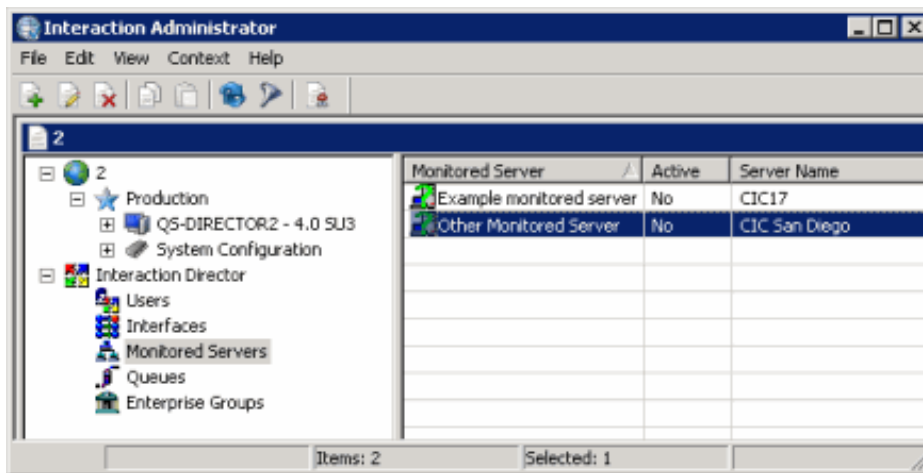 Interaction Administrator
File Edit View Context Help
2
2
Production
QS-DIRECTOR2 - 4.0 SU3
System Configuration
Interaction Director
Users
Interfaces
Monitored Servers
Queues
Enterprise Groups
Monitored Server Active Server Name
Example monitored server No CIC17
Other Monitored Server No CIC San Diego
Items: 2 Selected: 1